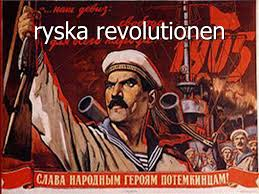 ...наш девиз:
ryska revolutionen
1905
СЛАВА НАРОДНЫМ ГЕРОЯМ ПОТЕМКИНЦАМ!